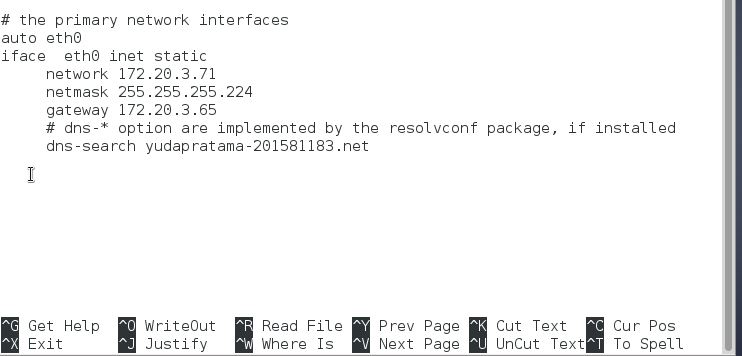 # the primary network interfaces
auto eth0
iface  eth0 inet static
     network 172.20.3.71
     netmask 255.255.255.224
     gateway 172.20.3.65
     # dns-* option are implemented by the resolvconf package, if installed
     dns-search yudapratama-201581183.net
^G Get Help  ^O WriteOut  ^R Read File ^Y Prev Page ^K Cut Text  ^C Cur Pos
^X Exit      ^J Justify   ^W Where Is  ^V Next Page ^U UnCut Text^T To Spell